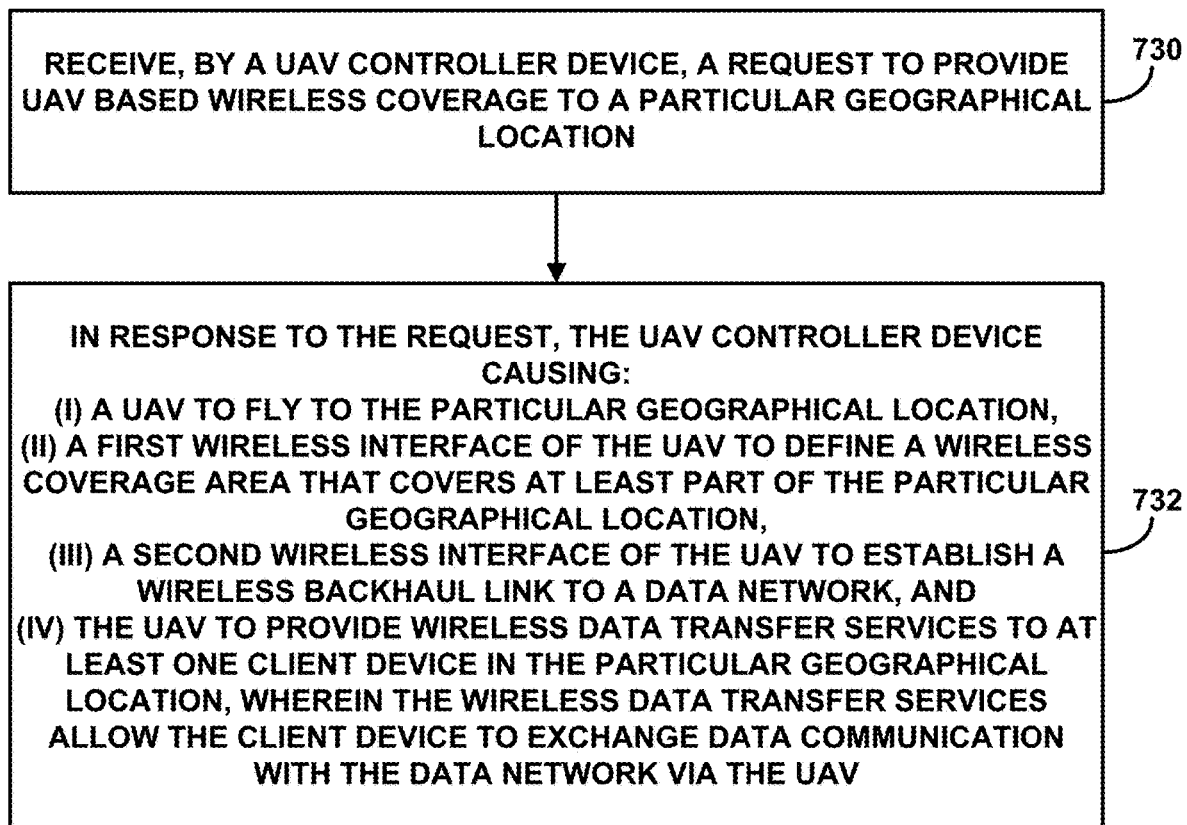 RECEIVE, BY A UAV CONTROLLER DEVICE, A REQUEST TO PROVIDE
UAV BASED WIRELESS COVERAGE TO A PARTICULAR GEOGRAPHICAL
LOCATION
730
IN RESPONSE TO THE REQUEST, THE UAV CONTROLLER DEVICE
CAUSING:
(I) A UAV TO FLY TO THE PARTICULAR GEOGRAPHICAL LOCATION,
(II) A FIRST WIRELESS INTERFACE OF THE UAV TO DEFINE A WIRELESS
COVERAGE AREA THAT COVERS AT LEAST PART OF THE PARTICULAR
GEOGRAPHICAL LOCATION,
(III) A SECOND WIRELESS INTERFACE OF THE UAV TO ESTABLISH A
WIRELESS BACKHAUL LINK TO A DATA NETWORK, AND
(IV) THE UAV TO PROVIDE WIRELESS DATA TRANSFER SERVICES TO AT
LEAST ONE CLIENT DEVICE IN THE PARTICULAR GEOGRAPHICAL
LOCATION, WHEREIN THE WIRELESS DATA TRANSFER SERVICES
ALLOW THE CLIENT DEVICE TO EXCHANGE DATA COMMUNICATION
WITH THE DATA NETWORK VIA THE UAV
732